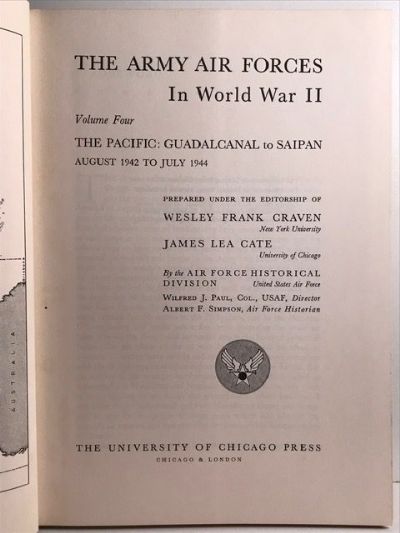 THE ARMY AIR FORCES
In World War II
Volume Four
THE PACIFIC: GUADALCANAL to SAIPAN
AUGUST 1942 TO JULY 1944
PREPARED UNDER THE EDITORSHIP OF
WESLEY FRANK CRAVEN
New York University
JAMES LEA CATE
University of Chicago
By the AIR FORCE HISTORICAL
DIVISION United States Air Force
WILFRED J. PAUL, COL., USAF, Director
ALBERT F. SIMPSON, Air Force Historian
THE UNIVERSITY OF CHICAGO PRESS
CHICAGO & LONDON
AUSTRALIA